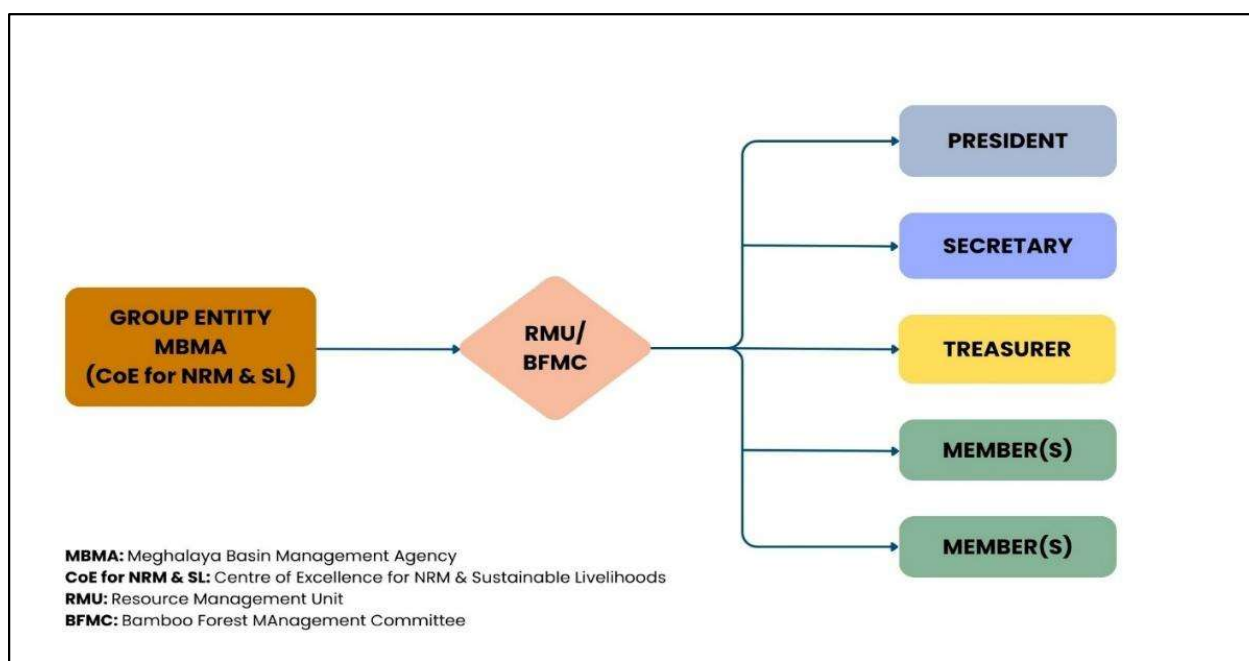 PRESIDENT
SECRETARY
GROUP ENTITY
MBMA
(CoE for NRM & SL)
RMU/
BFMC
TREASURER
MEMBER(S)
MEMBER(S)
MBMA: Meghalaya Basin Management Agency
CoE for NRM & SL: Centre of Excellence for NRM & Sustainable Livelihoods
RMU: Resource Management Unit
BFMC: Bamboo Forest MAnagement Committee